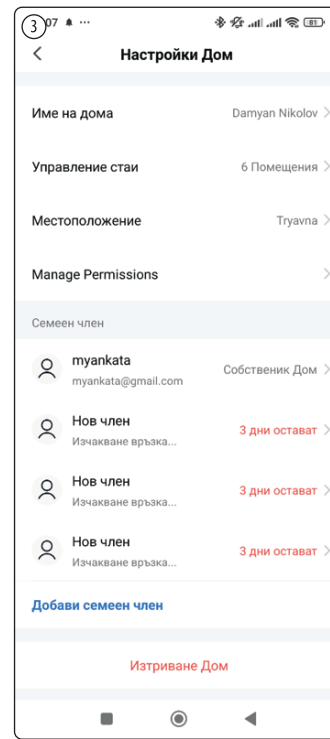 3
07
81
Настройки Дом
Име на дома Damyan Nikolov
Управление стаи 6 Помещения
Местоположение Tryavna
Manage Permissions
Семеен член
myankata
myankata@gmail.com Собственик Дом
Нов член
Изчакване връзка... 3 дни остават
Нов член
Изчакване връзка... 3 дни остават
Нов член
Изчакване връзка... 3 дни остават
Добави семеен член
Изтриване Дом